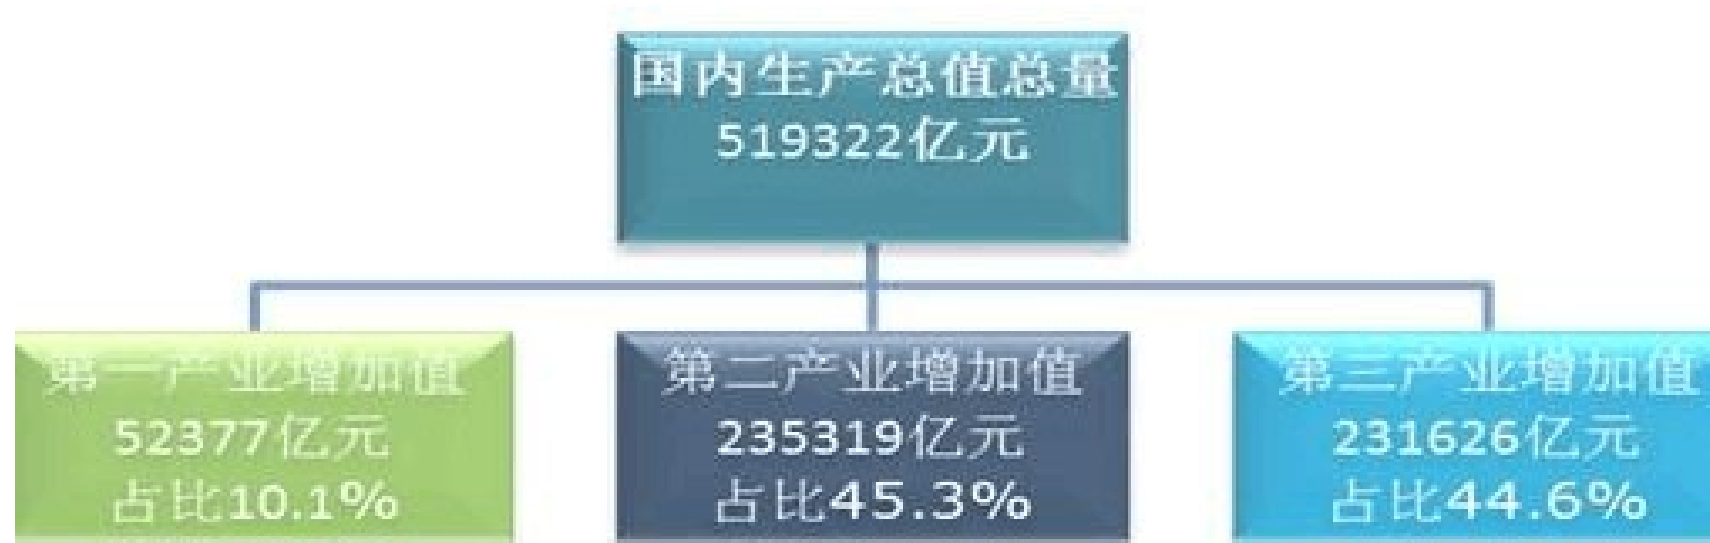 国内生产总值总量
519322亿元
第一产业增加值
52377亿元
占比10.1%
第二产业增加值
235319亿元
占比45.3%
第三产业增加值
231626亿元
占比44.6%